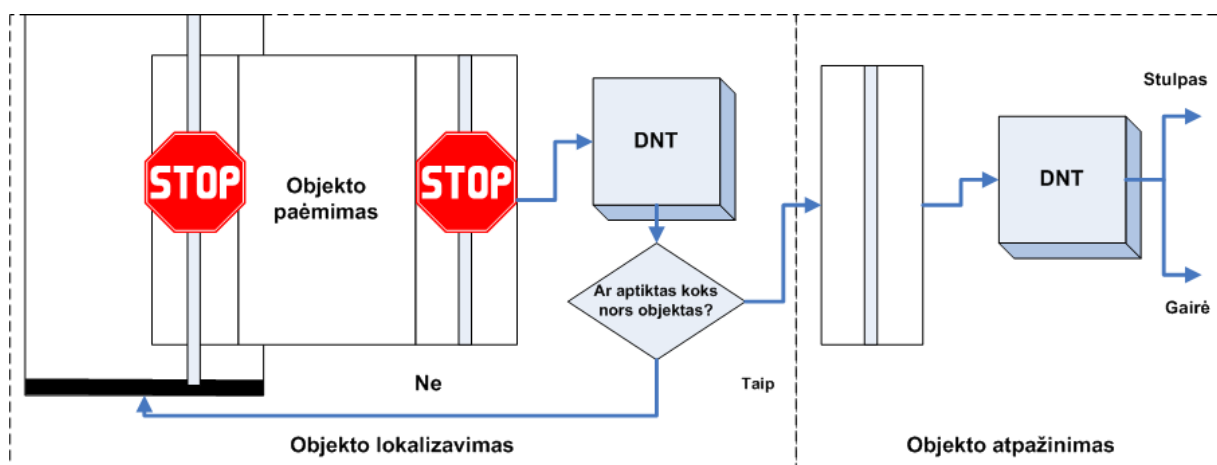 STOP
Objekto
paėmimas
STOP
DNT
Ar aptiktas koks
nors objektas?
Ne
Taip
Objekto lokalizavimas
DNT
Stulpas
Gairė
Objekto atpažinimas